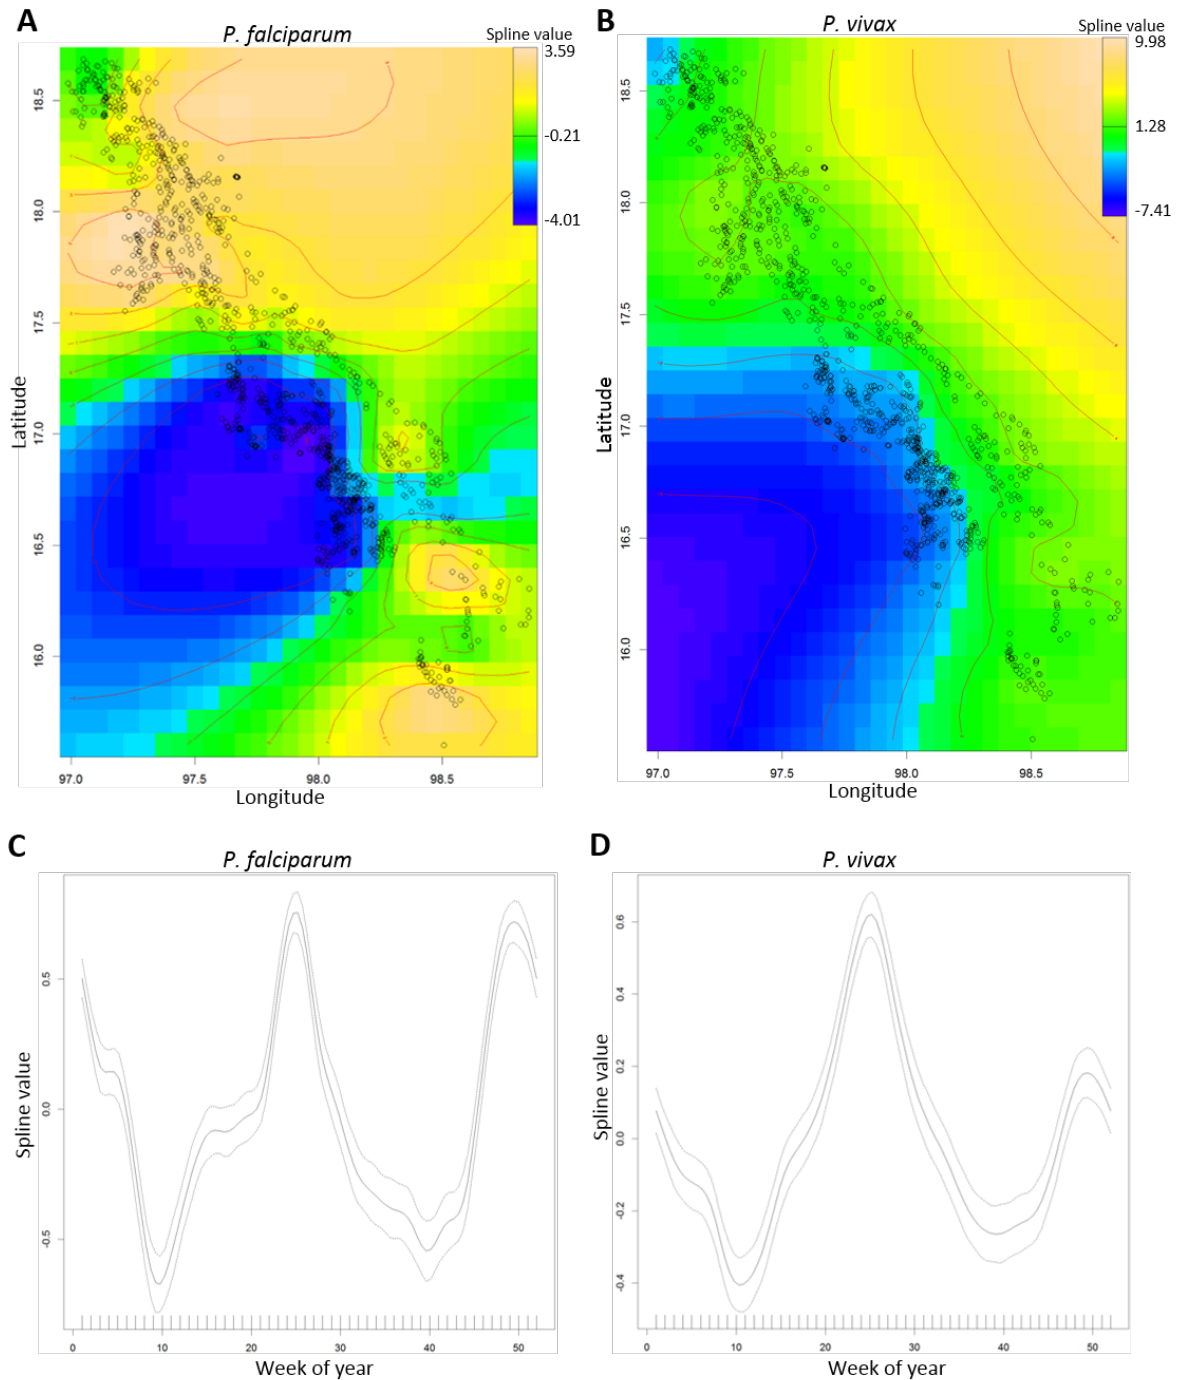 A
P. falciparum
Spline value
3.59
-0.21
-4.01
18.5
18.0
17.5
17.0
16.5
16.0
Latitude
97.0 97.5 98.0 98.5
Longitude
B
P. vivax
Spline value
9.98
1.28
-7.41
18.5
18.0
17.5
17.0
16.5
16.0
Latitude
97.0 97.5 98.0 98.5
Longitude
C
P. falciparum
0.5
0.0
-0.5
Spline value
0 10 20 30 40 50
Week of year
D
P. vivax
0.6
0.4
0.2
0.0
-0.2
-0.4
Spline value
0 10 20 30 40 50
Week of year